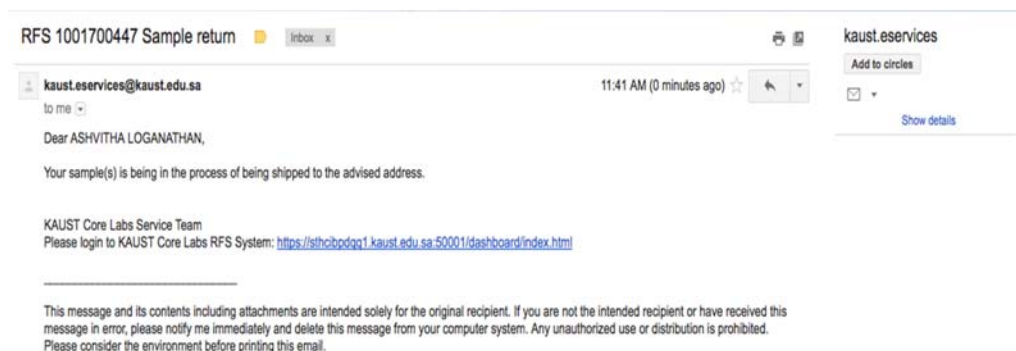 RFS 1001700447 Sample return
Inbox x
kaust.eservices@kaust.edu.sa
11:41 AM (0 minutes ago)
to me
Dear ASHVITHA LOGANATHAN,
Your sample(s) is being in the process of being shipped to the advised address.
KAUST Core Labs Service Team
Please login to KAUST Core Labs RFS System: https://sthcibpdqq1.kaust.edu.sa:50001/dashboard/index.html
This message and its contents including attachments are intended solely for the original recipient. If you are not the intended recipient or have received this
message in error, please notify me immediately and delete this message from your computer system. Any unauthorized use or distribution is prohibited.
Please consider the environment before printing this email.
kaust.eservices
Add to circles
Show details